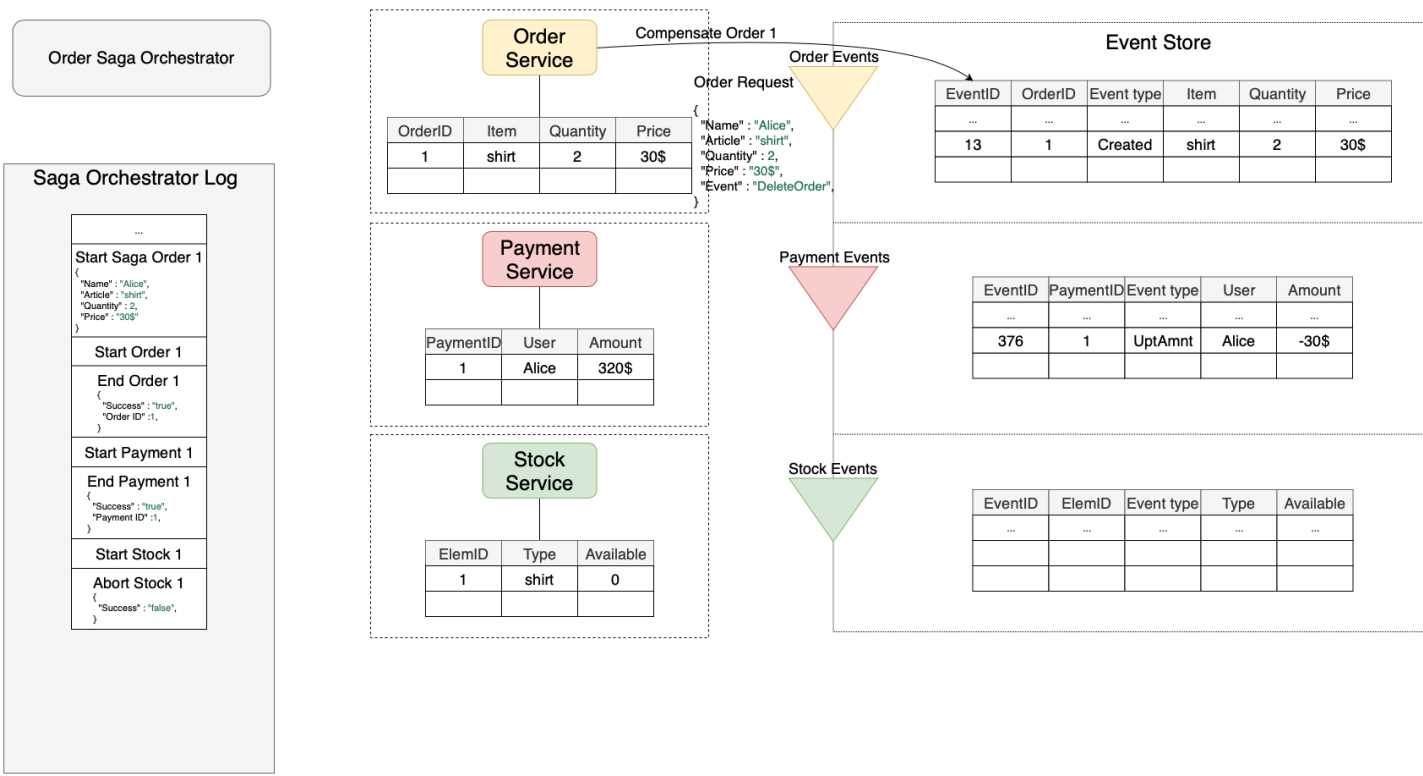 Order Saga Orchestrator
Saga Orchestrator Log
...
Start Saga Order 1
{
"Name" : "Alice",
"Article" : "shirt",
"Quantity" : 2,
"Price" : "30$"
}
Start Order 1
End Order 1
{
"Success" : "true",
"Order ID" :1,
}
Start Payment 1
End Payment 1
{
"Success" : "true",
"Payment ID" :1,
}
Start Stock 1
Abort Stock 1
{
"Success" : "false",
}
Order
Service
OrderID Item Quantity Price
1 shirt 2 30$
Compensate Order 1
Order Request
{
"Name" : "Alice",
"Article" : "shirt",
"Quantity" : 2,
"Price" : "30$",
"Event" : "DeleteOrder",
}
Order Events
Event Store
EventID OrderID Event type Item Quantity Price
... ... ... ... ... ...
13 1 Created shirt 2 30$
Payment
Service
PaymentID User Amount
1 Alice 320$
Payment Events
EventID PaymentID Event type User Amount
... ... ... ... ...
376 1 UptAmnt Alice -30$
Stock
Service
ElemID Type Available
1 shirt 0
Stock Events
EventID ElemID Event type Type Available
... ... ... ... ...